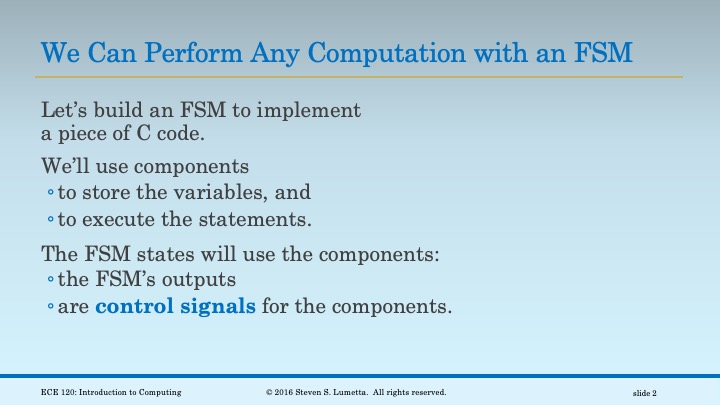 We Can Perform Any Computation with an FSM
Let’s build an FSM to implement
a piece of C code.
We’ll use components
◦to store the variables, and
◦to execute the statements.
The FSM states will use the components:
◦the FSM’s outputs
◦are control signals for the components.
ECE 120: Introduction to Computing © 2016 Steven S. Lumetta. All rights reserved. slide 2